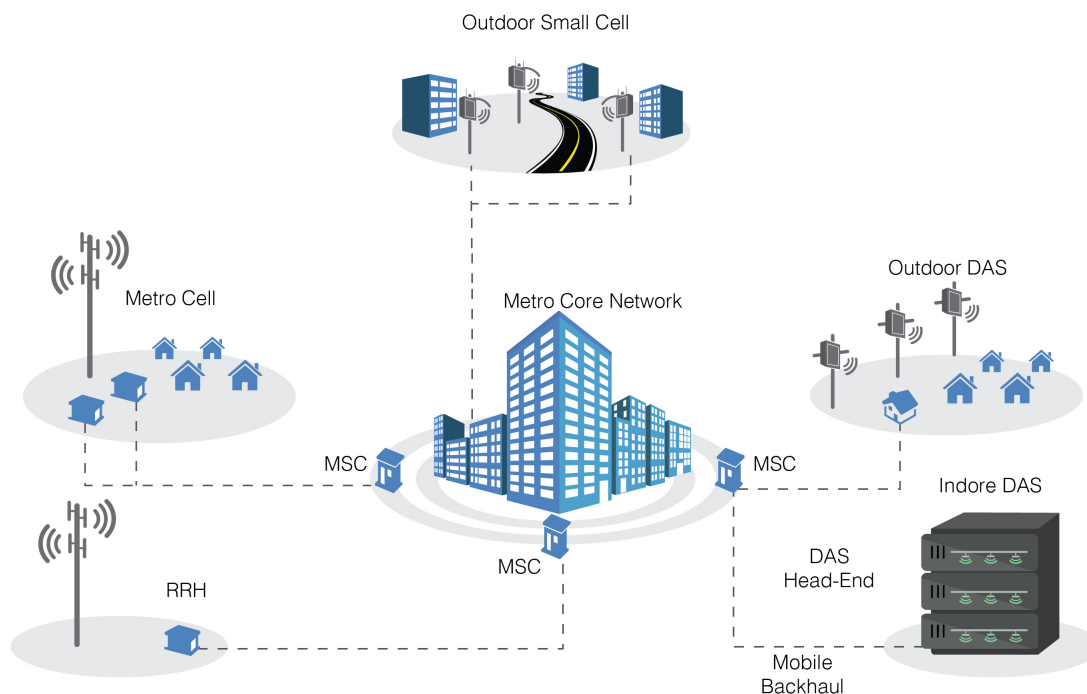 Outdoor Small Cell
Outdoor DAS
Metro Cell
Metro Core Network
MSC
MSC
Indore DAS
MSC
DAS
Head-End
RRH
Mobile
Backhaul